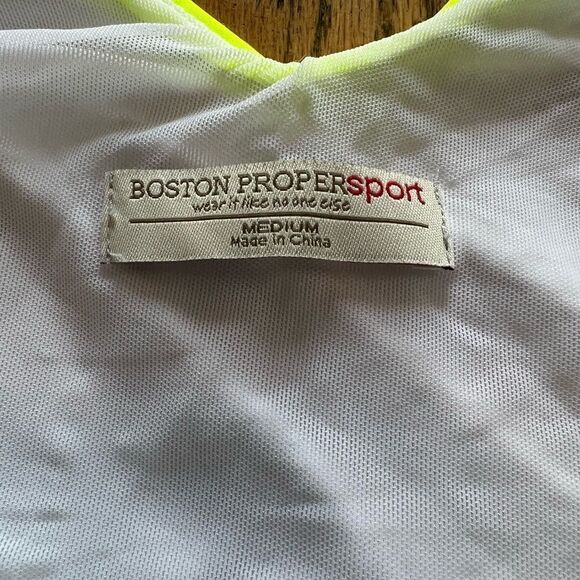 BOSTON PROPERsport
wear it like no one else
MEDIUM
Made in China